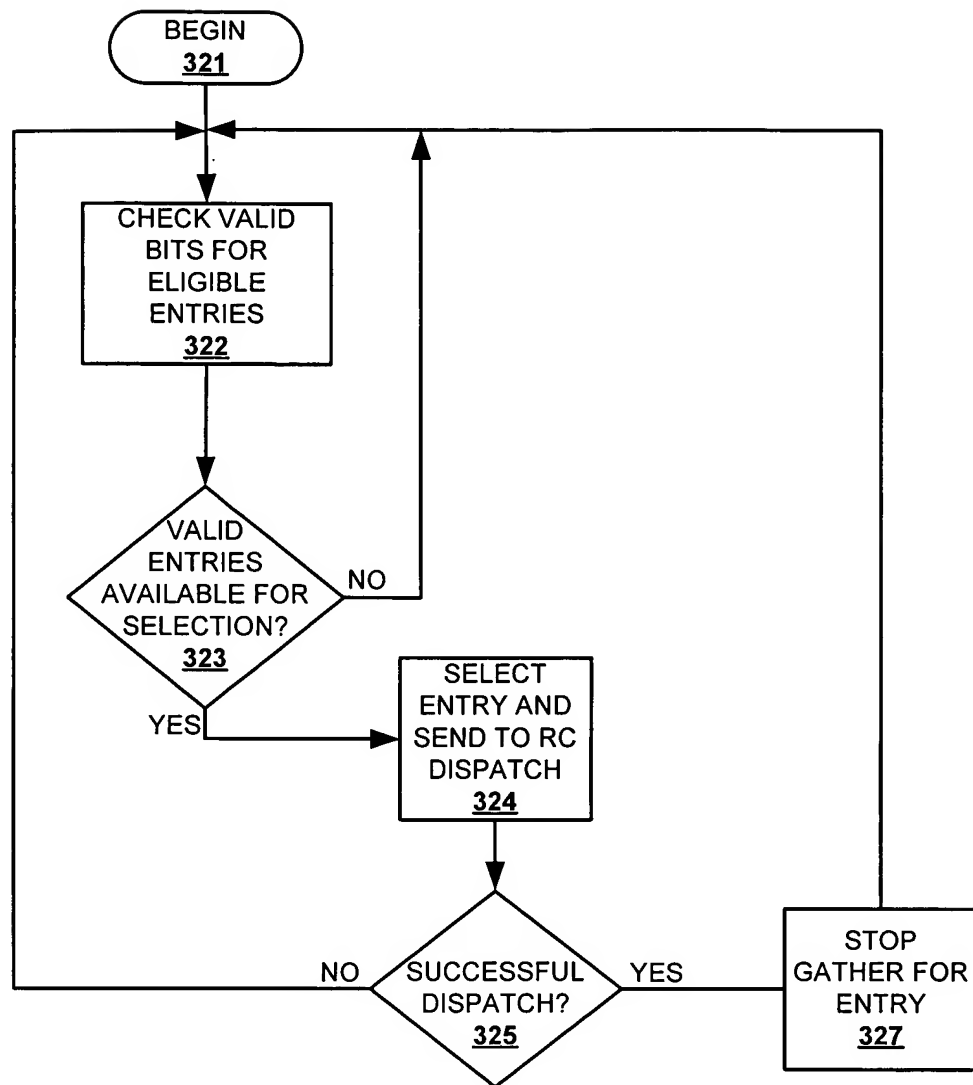 BEGIN
321
CHECK VALID
BITS FOR
ELIGIBLE
ENTRIES
322
VALID
ENTRIES
AVAILABLE FOR
SELECTION?
323
NO
YES
SELECT
ENTRY AND
SEND TO RC
DISPATCH
324
NO
SUCCESSFUL
DISPATCH?
325
YES
STOP
GATHER FOR
ENTRY
327